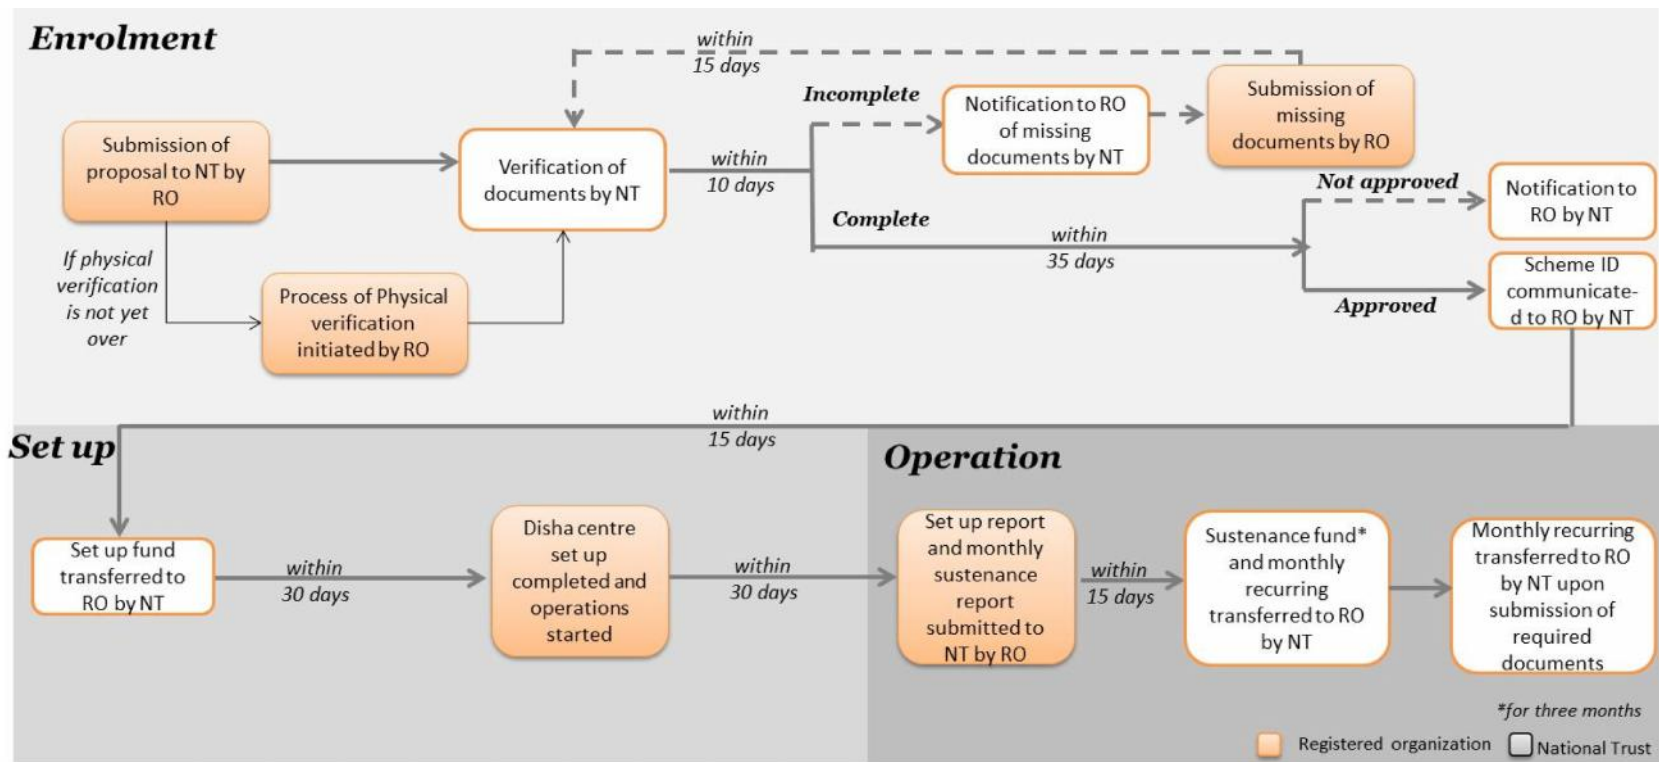 Enrolment
within
15 days
Submission of
proposal to NT by
RO
Verification of
documents by NT
within
10 days
Incomplete
Notification to RO
of missing
documents by NT
Submission of
missing
documents by RO
Complete
within
35 days
Not approved
Notification to
RO by NT
Approved
Scheme ID
communicate-
d to RO by NT
If physical
verification
is not yet
over
Process of Physical
verification
initiated by RO
within
15 days
Set up
Set up fund
transferred to
RO by NT
within
30 days
Disha centre
set up
completed and
operations
started
within
30 days
Operation
Set up report
and monthly
sustenance
report
submitted to
NT by RO
within
15 days
Sustenance fund*
and monthly
recurring
transferred to RO
by NT
Monthly recurring
transferred to RO
by NT upon
submission of
required
documents
*for three months
Registered organization
National Trust